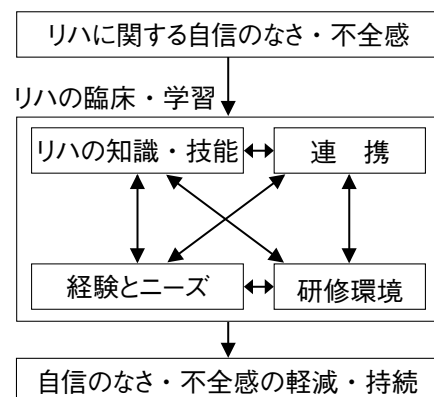 リハに関する自信のなさ・不全感
リハの臨床・学習
リハの知識・技能
連　携
経験とニーズ
研修環境
自信のなさ・不全感の軽減・持続